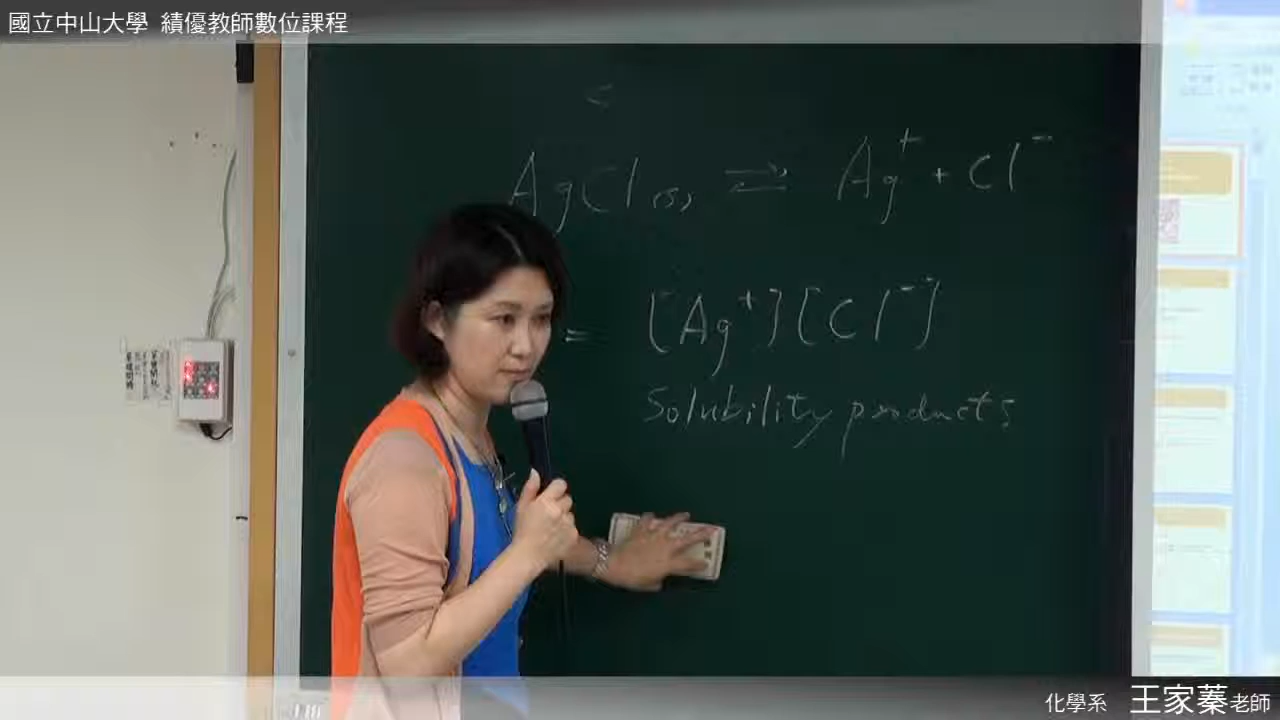 國立中山大學 績優教師數位課程
<
AgCl(s) ⇌ Ag⁺ + Cl⁻
= [Ag⁺][Cl⁻]
Solubility products
化學系 王家蓁老師